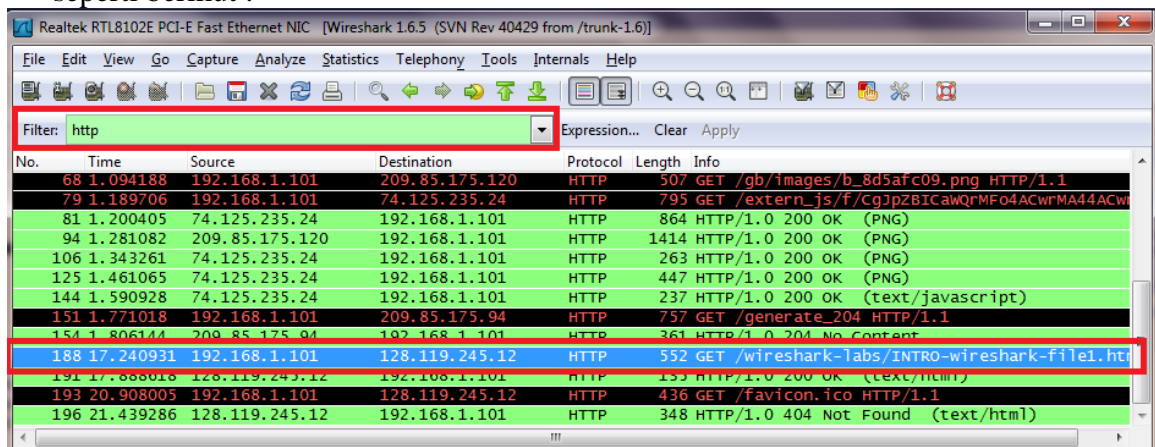 seperti berikut :
Realtek RTL8102E PCI-E Fast Ethernet NIC [Wireshark 1.6.5 (SVN Rev 40429 from /trunk-1.6)]
File Edit View Go Capture Analyze Statistics Telephony Tools Internals Help
Filter: http Expression... Clear Apply
No. Time Source Destination Protocol Length Info
68 1.094188 192.168.1.101 209.85.175.120 HTTP 507 GET /gb/images/b_8d5afc09.png HTTP/1.1
79 1.189706 192.168.1.101 74.125.235.24 HTTP 795 GET
81 1.200405 74.125.235.24 192.168.1.101 HTTP 864 HTTP/1.0 200 OK (PNG)
94 1.281082 209.85.175.120 192.168.1.101 HTTP 1414 HTTP/1.0 200 OK (PNG)
106 1.343261 74.125.235.24 192.168.1.101 HTTP 263 HTTP/1.0 200 OK (PNG)
125 1.461065 74.125.235.24 192.168.1.101 HTTP 447 HTTP/1.0 200 OK (PNG)
144 1.590928 74.125.235.24 192.168.1.101 HTTP 237 HTTP/1.0 200 OK (text/javascript)
151 1.771018 192.168.1.101 209.85.175.94 HTTP 757 GET /generate_204 HTTP/1.1
154 1.806144 209.85.175.94 192.168.1.101 HTTP 361 HTTP/1.0 204 No Content
188 17.240931 192.168.1.101 128.119.245.12 HTTP 552 GET /wireshark-labs/INTRO-wireshark-file1.htm
191 17.888618 128.119.245.12 192.168.1.101 HTTP HTTP/1.0 200 OK (text/html)
193 20.908005 192.168.1.101 128.119.245.12 HTTP 436 GET /favicon.ico HTTP/1.1
196 21.439286 128.119.245.12 192.168.1.101 HTTP 348 HTTP/1.0 404 Not Found (text/html)